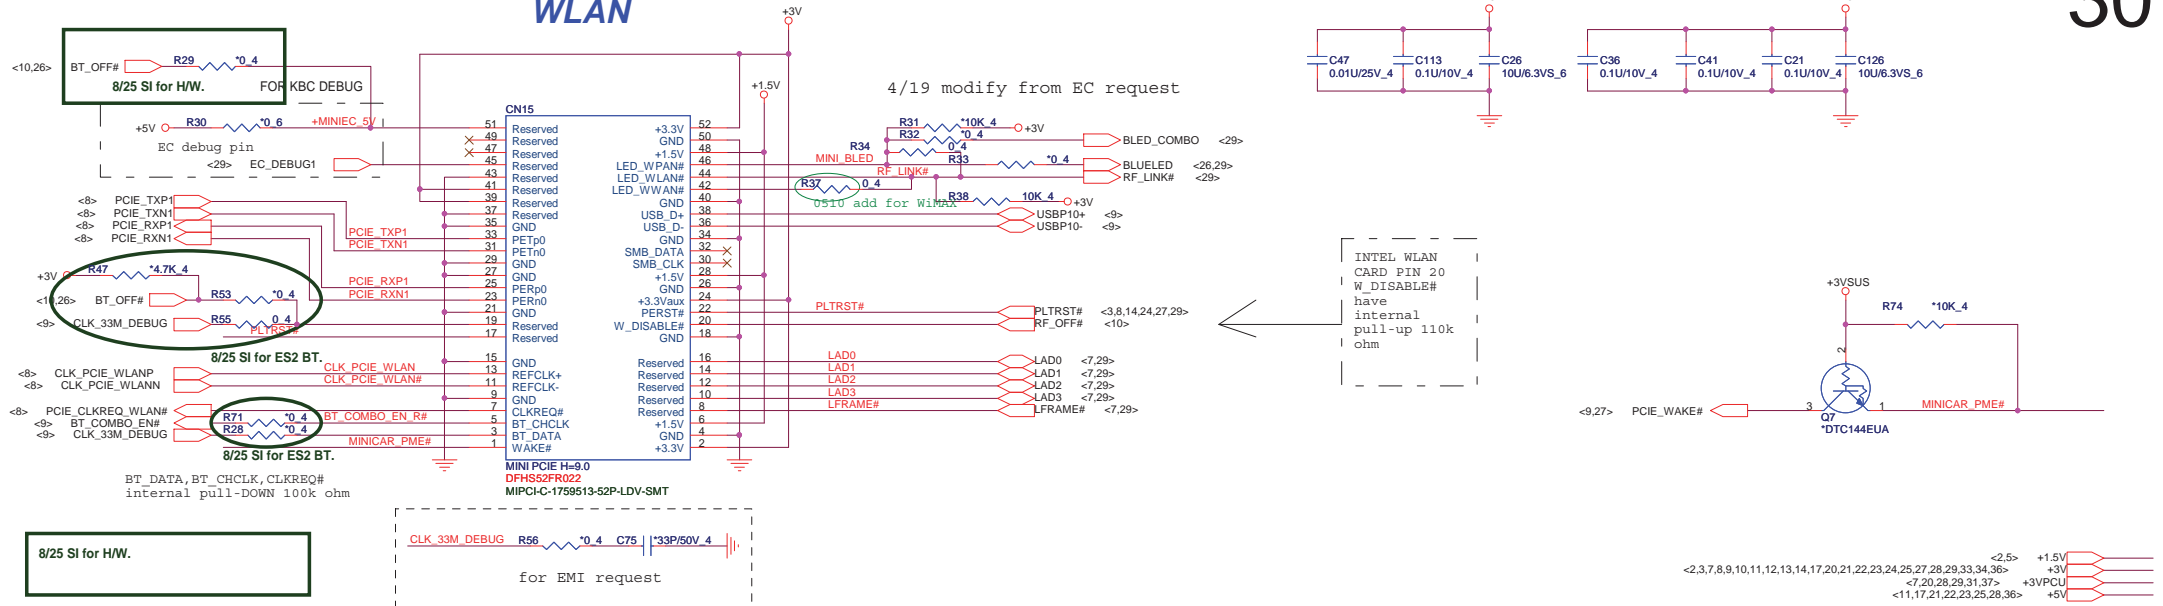 WLAN
30
+3V
<10,26> BT_OFF# R29 *0_4
8/25 SI for H/W.
FOR KBC DEBUG
+5V R30 *0_6 +MINIEC_5V
EC debug pin
<29> EC_DEBUG1
<8> PCIE_TXP1
<8> PCIE_TXN1
<8> PCIE_RXP1
<8> PCIE_RXN1
PCIE_TXP1
PCIE_TXN1
PCIE_RXP1
PCIE_RXN1
+3V R47 *4.7K_4
<10,26> BT_OFF# R53 *0_4
<9> CLK_33M_DEBUG R55 0_4
PLTRST#
8/25 SI for ES2 BT.
<8> CLK_PCIE_WLANP CLK_PCIE_WLAN
<8> CLK_PCIE_WLANN CLK_PCIE_WLAN#
<8> PCIE_CLKREQ_WLAN#
<9> BT_COMBO_EN# R71 *0_4 BT_COMBO_EN_R#
<9> CLK_33M_DEBUG R28 *0_4
MINICAR_PME#
8/25 SI for ES2 BT.
BT_DATA,BT_CHCLK,CLKREQ#
internal pull-DOWN 100k ohm
8/25 SI for H/W.
CN15
51 Reserved +3.3V 52
49 Reserved GND 50
47 Reserved +1.5V 48
45 Reserved LED_WPAN# 46
43 Reserved LED_WLAN# 44
41 Reserved LED_WWAN# 42
39 Reserved GND 40
37 Reserved USB_D+ 38
35 GND USB_D- 36
33 PETp0 GND 34
31 PETn0 SMB_DATA 32
29 GND SMB_CLK 30
27 GND +1.5V 28
25 PERp0 GND 26
23 PERn0 +3.3Vaux 24
21 GND PERST# 22
19 Reserved W_DISABLE# 20
17 Reserved GND 18
15 GND Reserved 16
13 REFCLK+ Reserved 14
11 REFCLK- Reserved 12
9 GND Reserved 10
7 CLKREQ# Reserved 8
5 BT_CHCLK +1.5V 6
3 BT_DATA GND 4
1 WAKE# +3.3V 2
MINI PCIE H=9.0
DFHS52FR022
MIPCI-C-1759513-52P-LDV-SMT
CLK_33M_DEBUG R56 *0_4 C75 *33P/50V_4
for EMI request
+1.5V
4/19 modify from EC request
R31 *10K_4 +3V
R32 *0_4 BLED_COMBO <29>
R34 0_4
MINI_BLED R33 *0_4 BLUELED <26,29>
RF_LINK# RF_LINK# <29>
R37 0_4
R38 10K_4 +3V
0510 add for WiMAX
USBP10+ <9>
USBP10- <9>
PLTRST# PLTRST# <3,8,14,24,27,29>
RF_OFF# <10>
LAD0 LAD0 <7,29>
LAD1 LAD1 <7,29>
LAD2 LAD2 <7,29>
LAD3 LAD3 <7,29>
LFRAME# LFRAME# <7,29>
INTEL WLAN
CARD PIN 20
W_DISABLE#
have
internal
pull-up 110k
ohm
C47
0.01U/25V_4
C113
0.1U/10V_4
C26
10U/6.3VS_6
C36
0.1U/10V_4
C41
0.1U/10V_4
C21
0.1U/10V_4
C126
10U/6.3VS_6
+3VSUS
R74 *10K_4
2
<9,27> PCIE_WAKE# 3 1 MINICAR_PME#
Q7
*DTC144EUA
<2,5> +1.5V
<2,3,7,8,9,10,11,12,13,14,17,20,21,22,23,24,25,27,28,29,33,34,36> +3V
<7,20,28,29,31,37> +3VPCU
<11,17,21,22,23,25,28,36> +5V